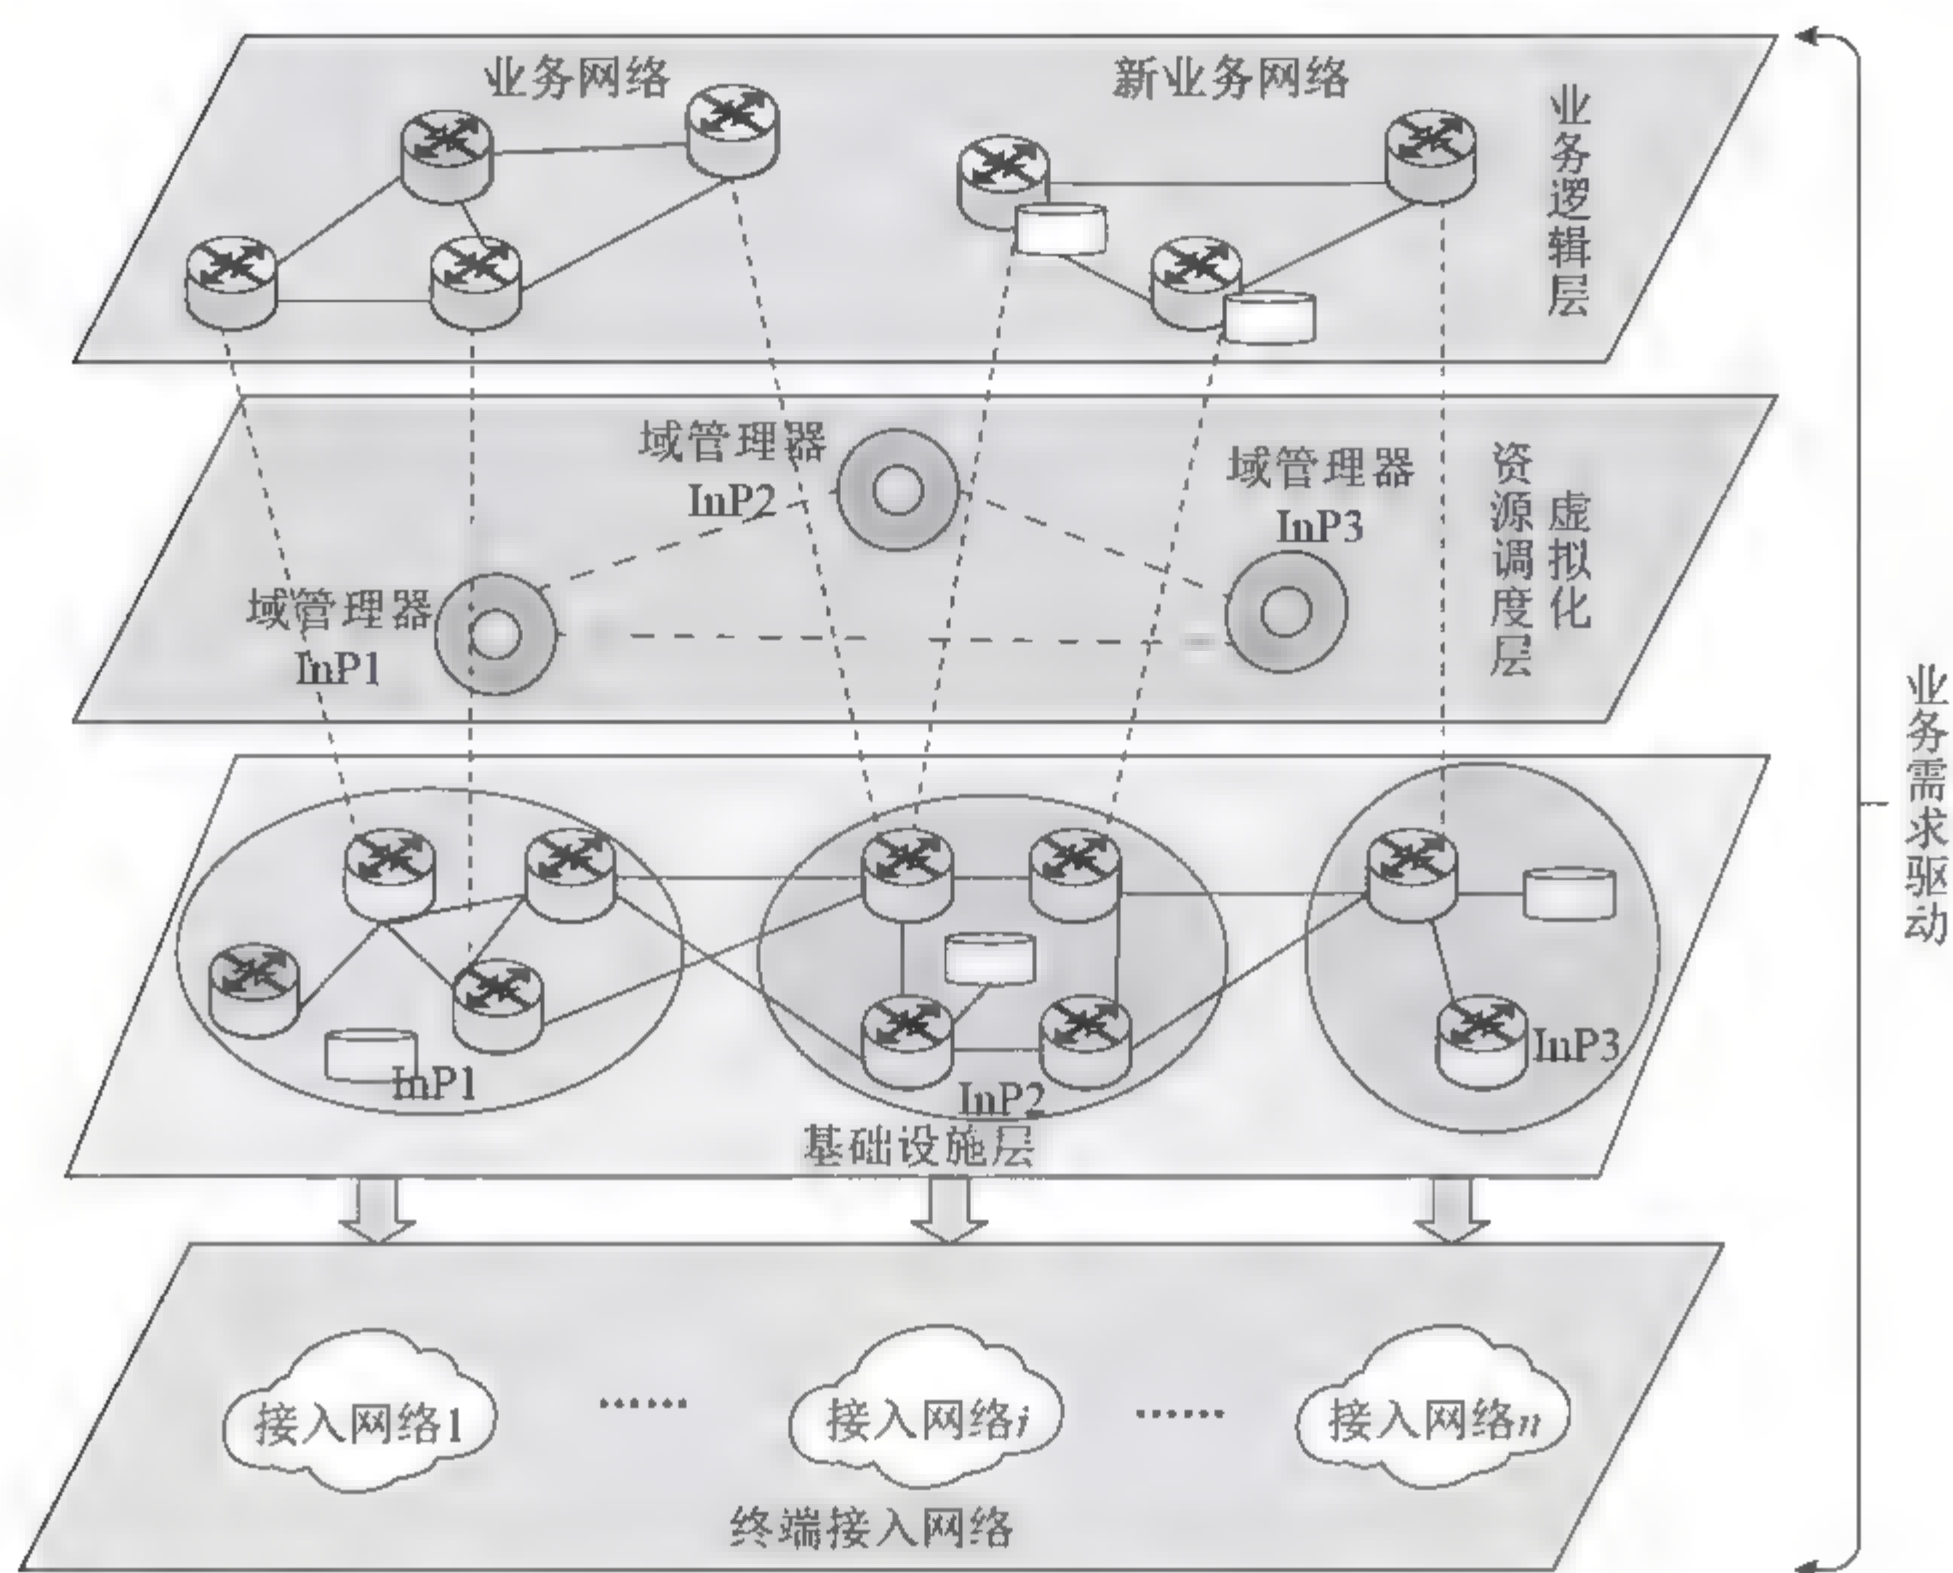 业务网络
新业务网络
业务逻辑层
域管理器
InP2
域管理器
InP3
域管理器
InP1
虚拟化
资源调度层
业务需求驱动
InP1
InP2
InP3
基础设施层
接入网络1
……
接入网络i
……
接入网络n
终端接入网络